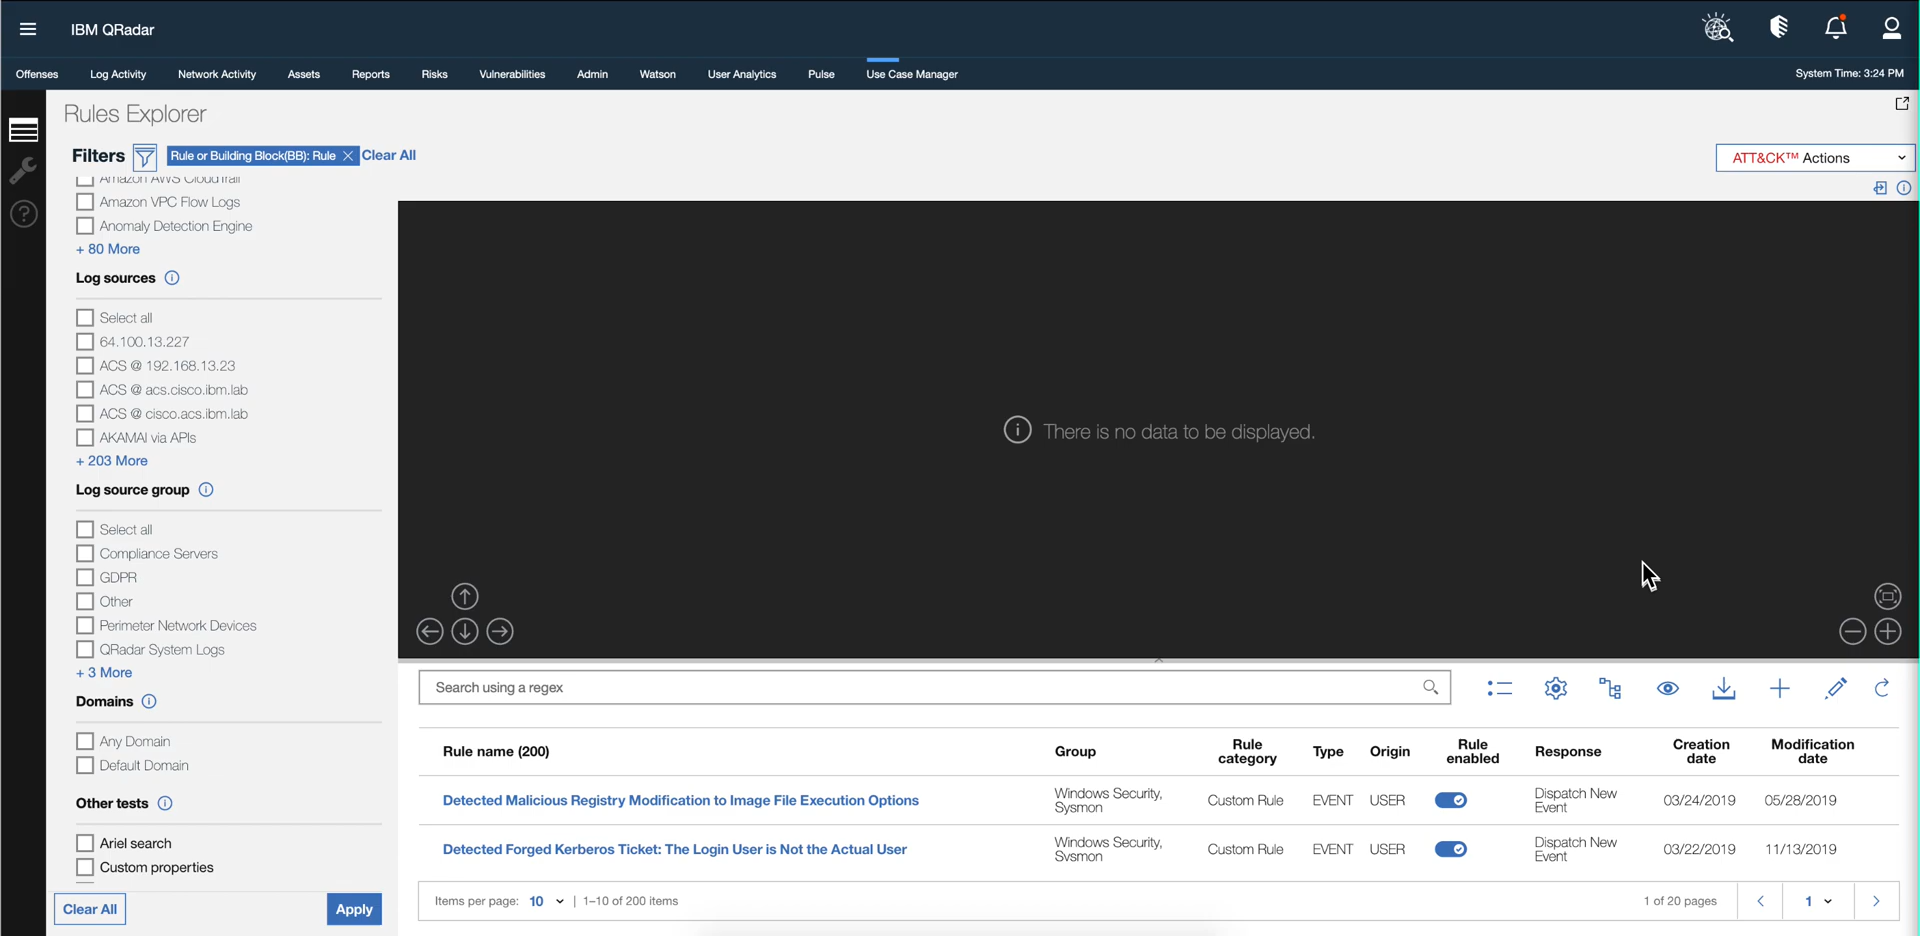 IBM QRadar
Offenses Log Activity Network Activity Assets Reports Risks Vulnerabilities Admin Watson User Analytics Pulse Use Case Manager System Time: 3:24 PM
Rules Explorer
Filters Rule or Building Block(BB): Rule Clear All
ATT&CK™ Actions
Amazon AWS CloudTrail
Amazon VPC Flow Logs
Anomaly Detection Engine
+ 80 More
Log sources
Select all
64.100.13.227
ACS @ 192.168.13.23
ACS @ acs.cisco.ibm.lab
ACS @ cisco.acs.ibm.lab
AKAMAI via APIs
+ 203 More
Log source group
Select all
Compliance Servers
GDPR
Other
Perimeter Network Devices
QRadar System Logs
+ 3 More
Domains
Any Domain
Default Domain
Other tests
Ariel search
Custom properties
Clear All Apply
There is no data to be displayed.
Search using a regex
Rule name (200) Group Rule category Type Origin Rule enabled Response Creation date Modification date
Detected Malicious Registry Modification to Image File Execution Options Windows Security, Sysmon Custom Rule EVENT USER Dispatch New Event 03/24/2019 05/28/2019
Detected Forged Kerberos Ticket: The Login User is Not the Actual User Windows Security, Sysmon Custom Rule EVENT USER Dispatch New Event 03/22/2019 11/13/2019
Items per page: 10 | 1–10 of 200 items 1 of 20 pages 1